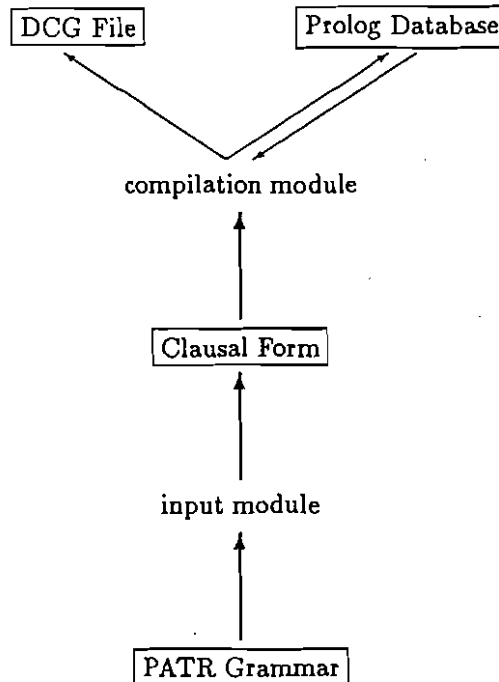 DCG File
Prolog Database
compilation module
Clausal Form
input module
PATR Grammar